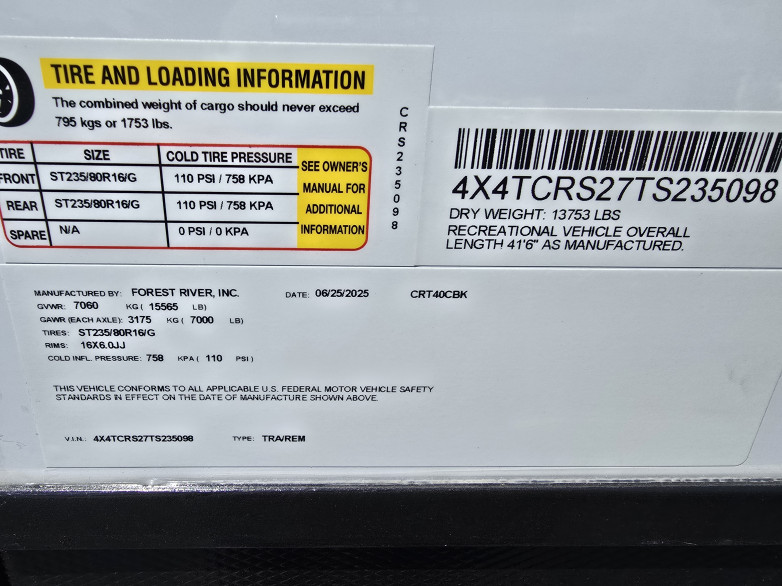 TIRE AND LOADING INFORMATION
The combined weight of cargo should never exceed
795 kgs or 1753 lbs.
TIRE SIZE COLD TIRE PRESSURE
FRONT ST235/80R16/G 110 PSI / 758 KPA
REAR ST235/80R16/G 110 PSI / 758 KPA
SPARE N/A 0 PSI / 0 KPA
SEE OWNER'S
MANUAL FOR
ADDITIONAL
INFORMATION
CRS235098
4X4TCRS27TS235098
DRY WEIGHT: 13753 LBS
RECREATIONAL VEHICLE OVERALL
LENGTH 41'6" AS MANUFACTURED.
MANUFACTURED BY: FOREST RIVER, INC. DATE: 06/25/2025 CRT40CBK
GVWR: 7060 KG ( 15565 LB)
GAWR (EACH AXLE): 3175 KG ( 7000 LB)
TIRES: ST235/80R16/G
RIMS: 16X6.0JJ
COLD INFL. PRESSURE: 758 KPA ( 110 PSI )
THIS VEHICLE CONFORMS TO ALL APPLICABLE U.S. FEDERAL MOTOR VEHICLE SAFETY
STANDARDS IN EFFECT ON THE DATE OF MANUFACTURE SHOWN ABOVE.
V.I.N.: 4X4TCRS27TS235098 TYPE: TRA/REM